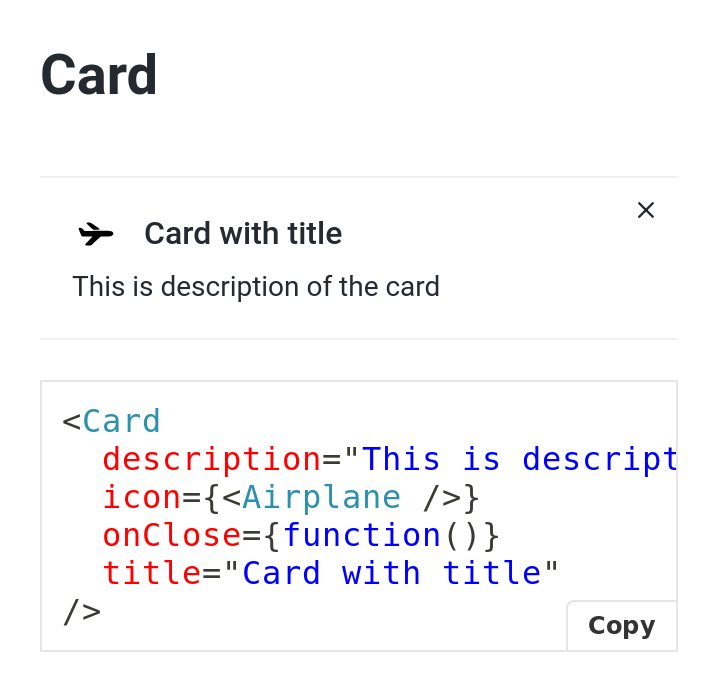 Card
Card with title
This is description of the card
<Card
description="This is descript
icon={<Airplane />}
onClose={function()}
title="Card with title"
/>
Copy